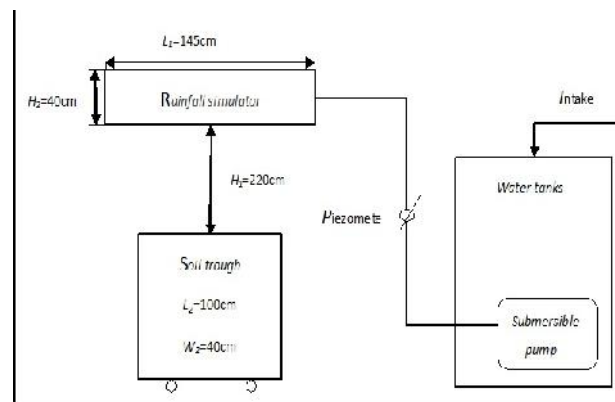 L₁=145cm
H₂=40cm
Rainfall simulator
Intake
H₁=220cm
Water tanks
Piezomete
Soil trough
L₂=100cm
W₂=40cm
Submersible
pump